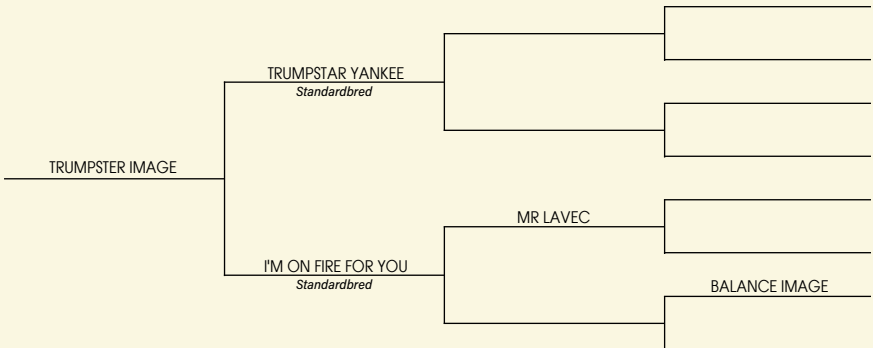 TRUMPSTAR YANKEE
Standardbred
TRUMPSTER IMAGE
MR LAVEC
I'M ON FIRE FOR YOU
Standardbred
BALANCE IMAGE